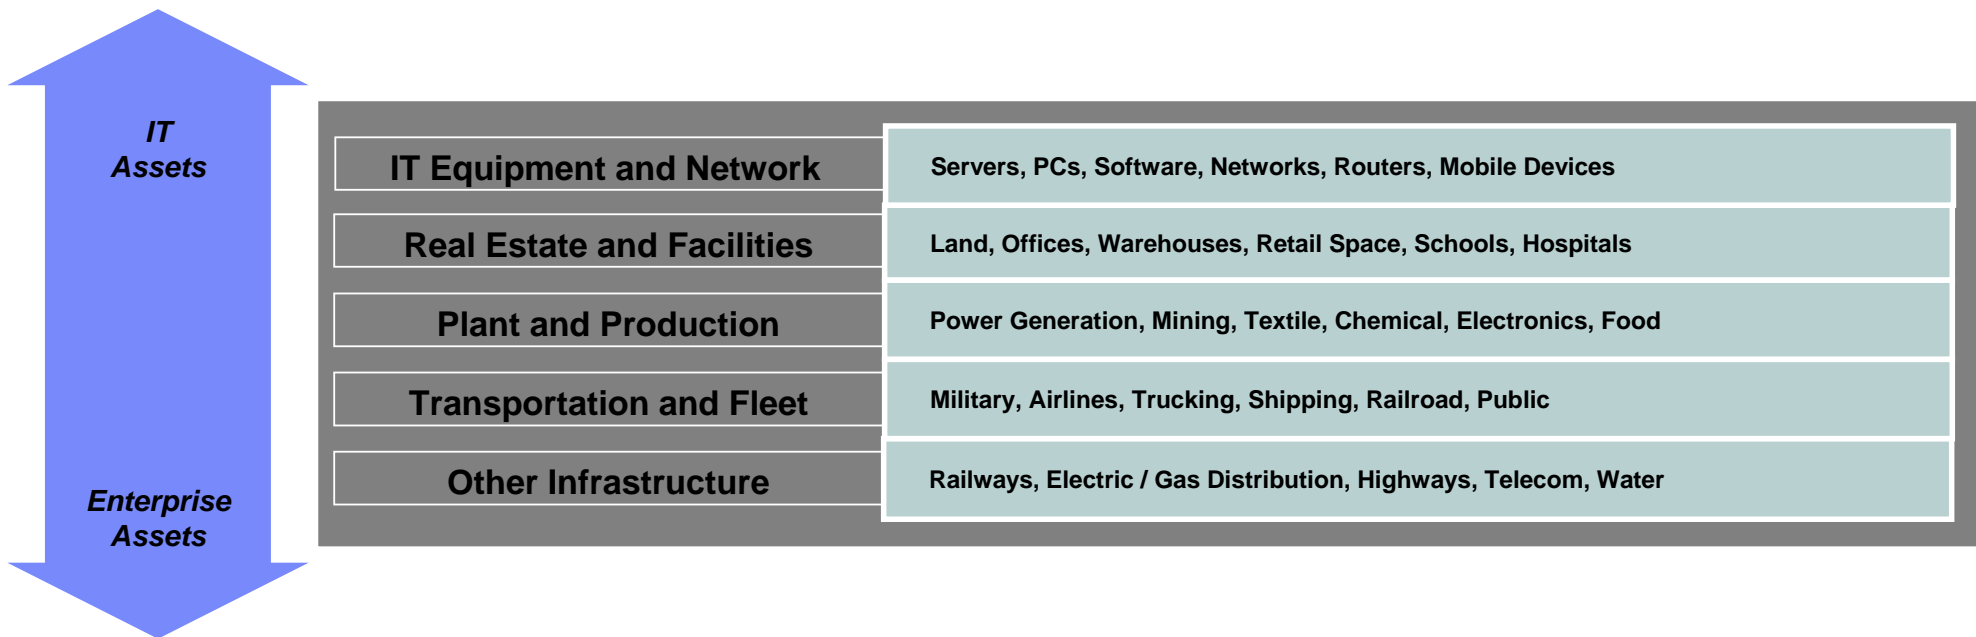 IT
Assets
IT Equipment and Network
Servers, PCs, Software, Networks, Routers, Mobile Devices
Real Estate and Facilities
Land, Offices, Warehouses, Retail Space, Schools, Hospitals
Plant and Production
Power Generation, Mining, Textile, Chemical, Electronics, Food
Transportation and Fleet
Military, Airlines, Trucking, Shipping, Railroad, Public
Other Infrastructure
Railways, Electric / Gas Distribution, Highways, Telecom, Water
Enterprise
Assets